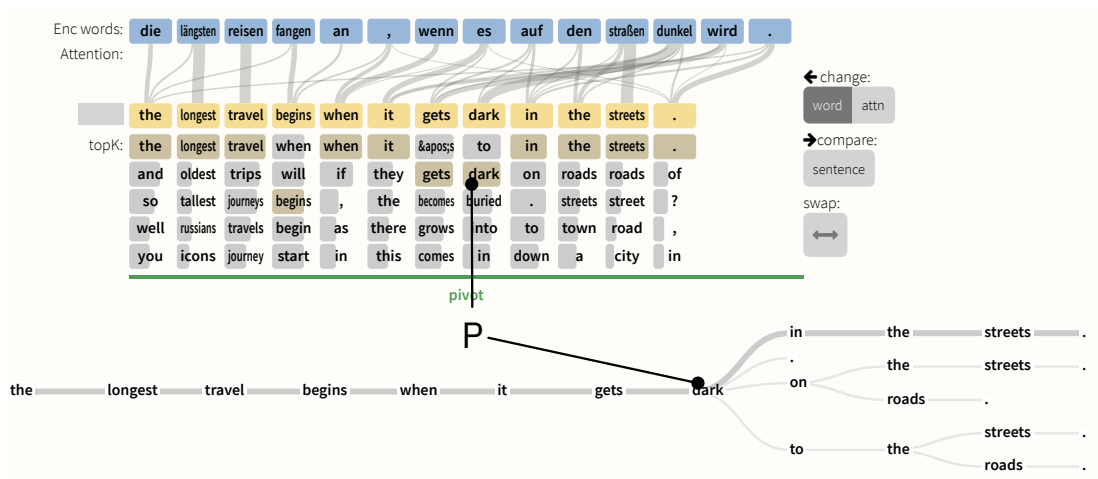 Enc words: die längsten reisen fangen an , wenn es auf den straßen dunkel wird .
Attention:
change:
word attn
the longest travel begins when it gets dark in the streets .
topK: the longest travel when when it &apos;s to in the streets .
compare:
sentence
and oldest trips will if they gets dark on roads roads of
so tallest journeys begins , the becomes buried . streets street ?
swap:
well russians travels begin as there grows into to town road ,
you icons journey start in this comes in down a city in
pivot
P
in the streets .
.
the streets .
on
the longest travel begins when it gets dark
roads .
streets .
to the
roads .